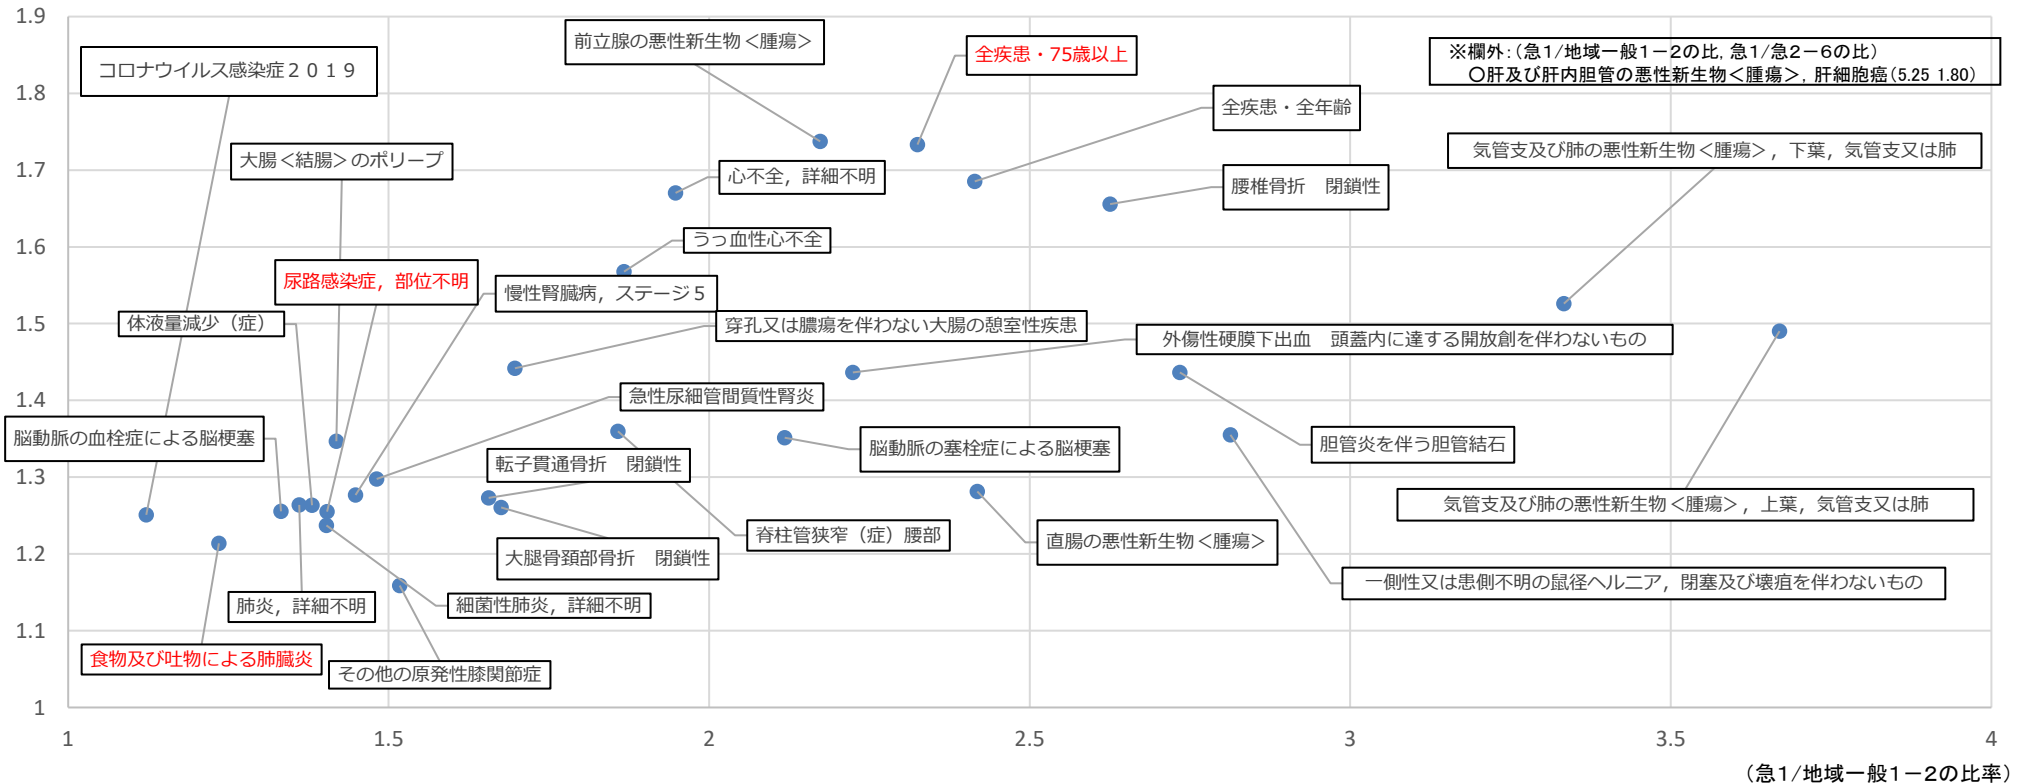 1.9
1.8
1.7
1.6
1.5
1.4
1.3
1.2
1.1
1
1
1.5
2
2.5
3
3.5
4
(急1/地域一般1－2の比率)
※欄外:(急1/地域一般1－2の比, 急1/急2－6の比)
○肝及び肝内胆管の悪性新生物<腫瘍>, 肝細胞癌(5.25 1.80)
コロナウイルス感染症２０１９
前立腺の悪性新生物<腫瘍>
全疾患・75歳以上
全疾患・全年齢
大腸<結腸>のポリープ
心不全，詳細不明
気管支及び肺の悪性新生物<腫瘍>，下葉，気管支又は肺
腰椎骨折　閉鎖性
うっ血性心不全
尿路感染症，部位不明
慢性腎臓病，ステージ５
体液量減少（症）
穿孔又は膿瘍を伴わない大腸の憩室性疾患
外傷性硬膜下出血　頭蓋内に達する開放創を伴わないもの
急性尿細管間質性腎炎
脳動脈の血栓症による脳梗塞
転子貫通骨折　閉鎖性
脳動脈の塞栓症による脳梗塞
胆管炎を伴う胆管結石
気管支及び肺の悪性新生物<腫瘍>，上葉，気管支又は肺
大腿骨頚部骨折　閉鎖性
脊柱管狭窄（症）腰部
直腸の悪性新生物<腫瘍>
一側性又は患側不明の鼠径ヘルニア，閉塞及び壊疽を伴わないもの
肺炎，詳細不明
細菌性肺炎，詳細不明
食物及び吐物による肺臓炎
その他の原発性膝関節症